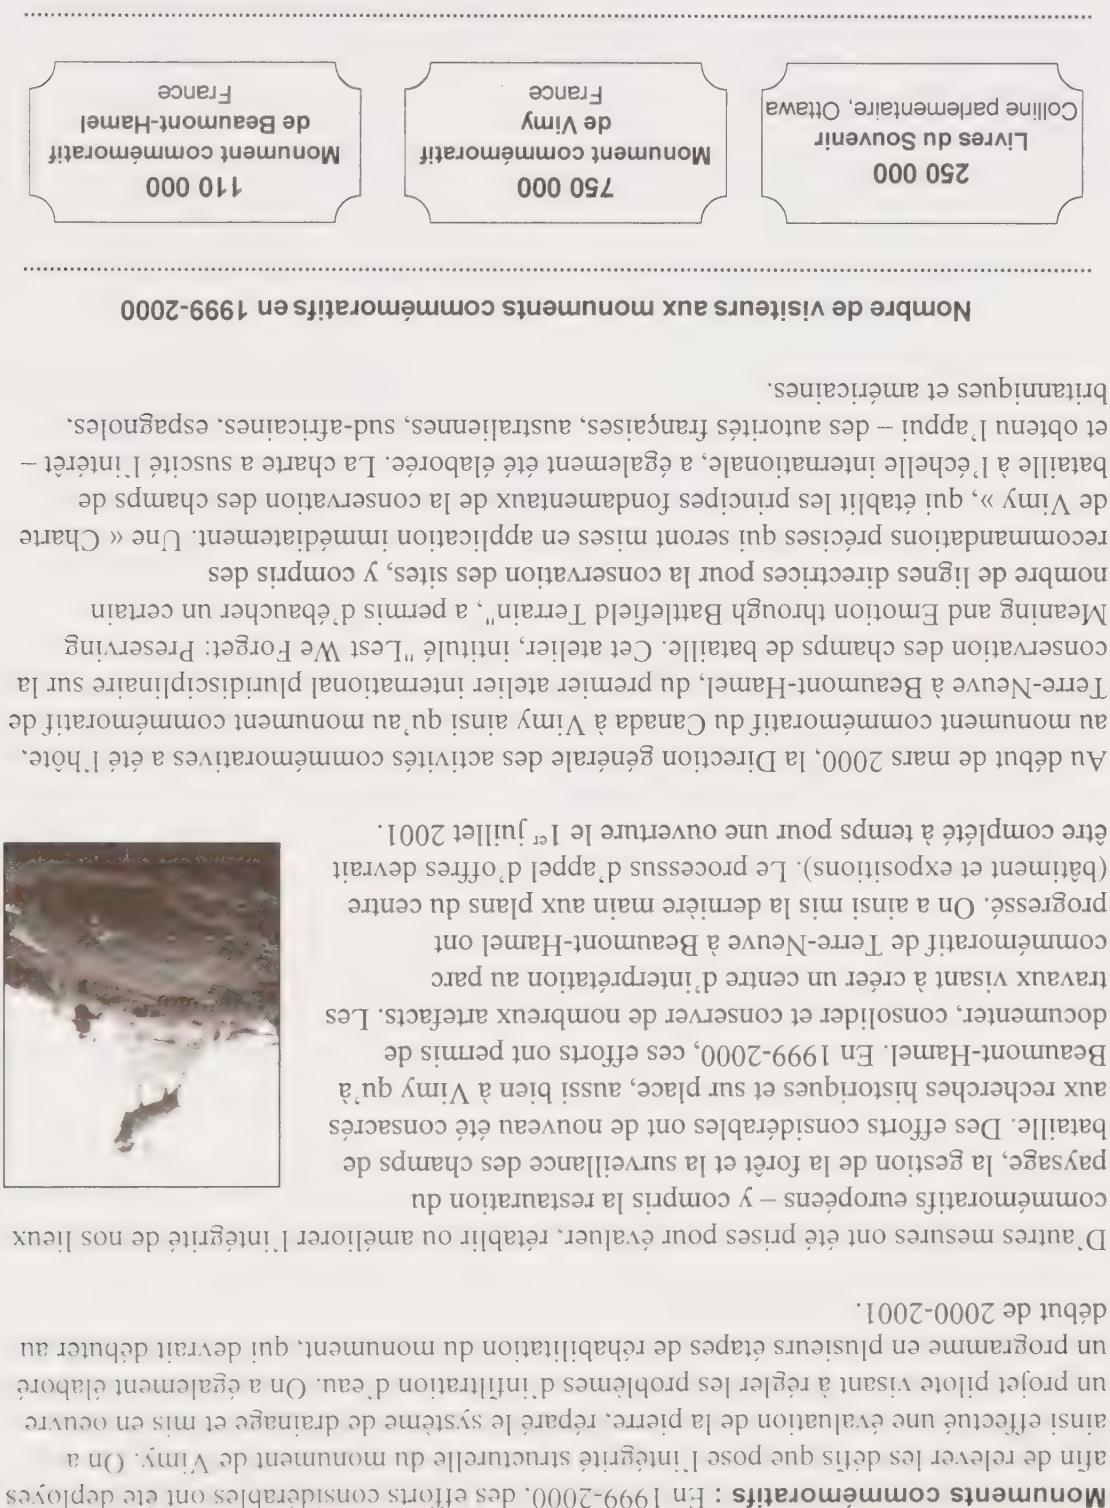 Monuments commémoratifs : En 1999-2000, des efforts considérables ont été déployés
afin de relever les défis que pose l'intégrité structurelle du monument de Vimy. On a
ainsi effectué une évaluation de la pierre, réparé le système de drainage et mis en oeuvre
un projet pilote visant à régler les problèmes d'infiltration d'eau. On a également élaboré
un programme en plusieurs étapes de réhabilitation du monument, qui devrait débuter au
début de 2000-2001.
D'autres mesures ont été prises pour évaluer, rétablir ou améliorer l'intégrité de nos lieux
commémoratifs européens – y compris la restauration du
paysage, la gestion de la forêt et la surveillance des champs de
bataille. Des efforts considérables ont de nouveau été consacrés
aux recherches historiques et sur place, aussi bien à Vimy qu'à
Beaumont-Hamel. En 1999-2000, ces efforts ont permis de
documenter, consolider et conserver de nombreux artefacts. Les
travaux visant à créer un centre d'interprétation au parc
commémoratif de Terre-Neuve à Beaumont-Hamel ont
progressé. On a ainsi mis la dernière main aux plans du centre
(bâtiment et expositions). Le processus d'appel d'offres devrait
être complété à temps pour une ouverture le 1er juillet 2001.
Au début de mars 2000, la Direction générale des activités commémoratives a été l'hôte,
au monument commémoratif du Canada à Vimy ainsi qu'au monument commémoratif de
Terre-Neuve à Beaumont-Hamel, du premier atelier international pluridisciplinaire sur la
conservation des champs de bataille. Cet atelier, intitulé "Lest We Forget: Preserving
Meaning and Emotion through Battlefield Terrain", a permis d'ébaucher un certain
nombre de lignes directrices pour la conservation des sites, y compris des
recommandations précises qui seront mises en application immédiatement. Une « Charte
de Vimy », qui établit les principes fondamentaux de la conservation des champs de
bataille à l'échelle internationale, a également été élaborée. La charte a suscité l'intérêt –
et obtenu l'appui – des autorités françaises, australiennes, sud-africaines, espagnoles,
britanniques et américaines.
Nombre de visiteurs aux monuments commémoratifs en 1999-2000
250 000
Livres du Souvenir
Colline parlementaire, Ottawa
750 000
Monument commémoratif
de Vimy
France
110 000
Monument commémoratif
de Beaumont-Hamel
France